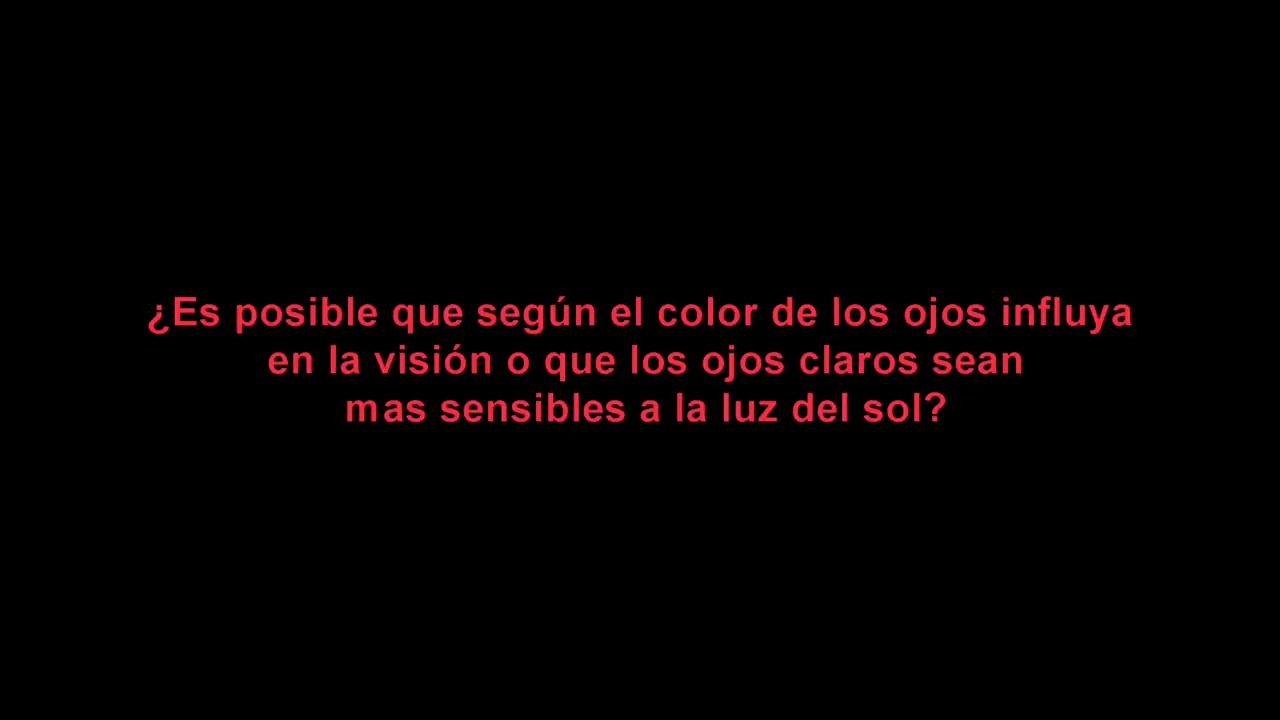 ¿Es posible que según el color de los ojos influya
en la visión o que los ojos claros sean
mas sensibles a la luz del sol?